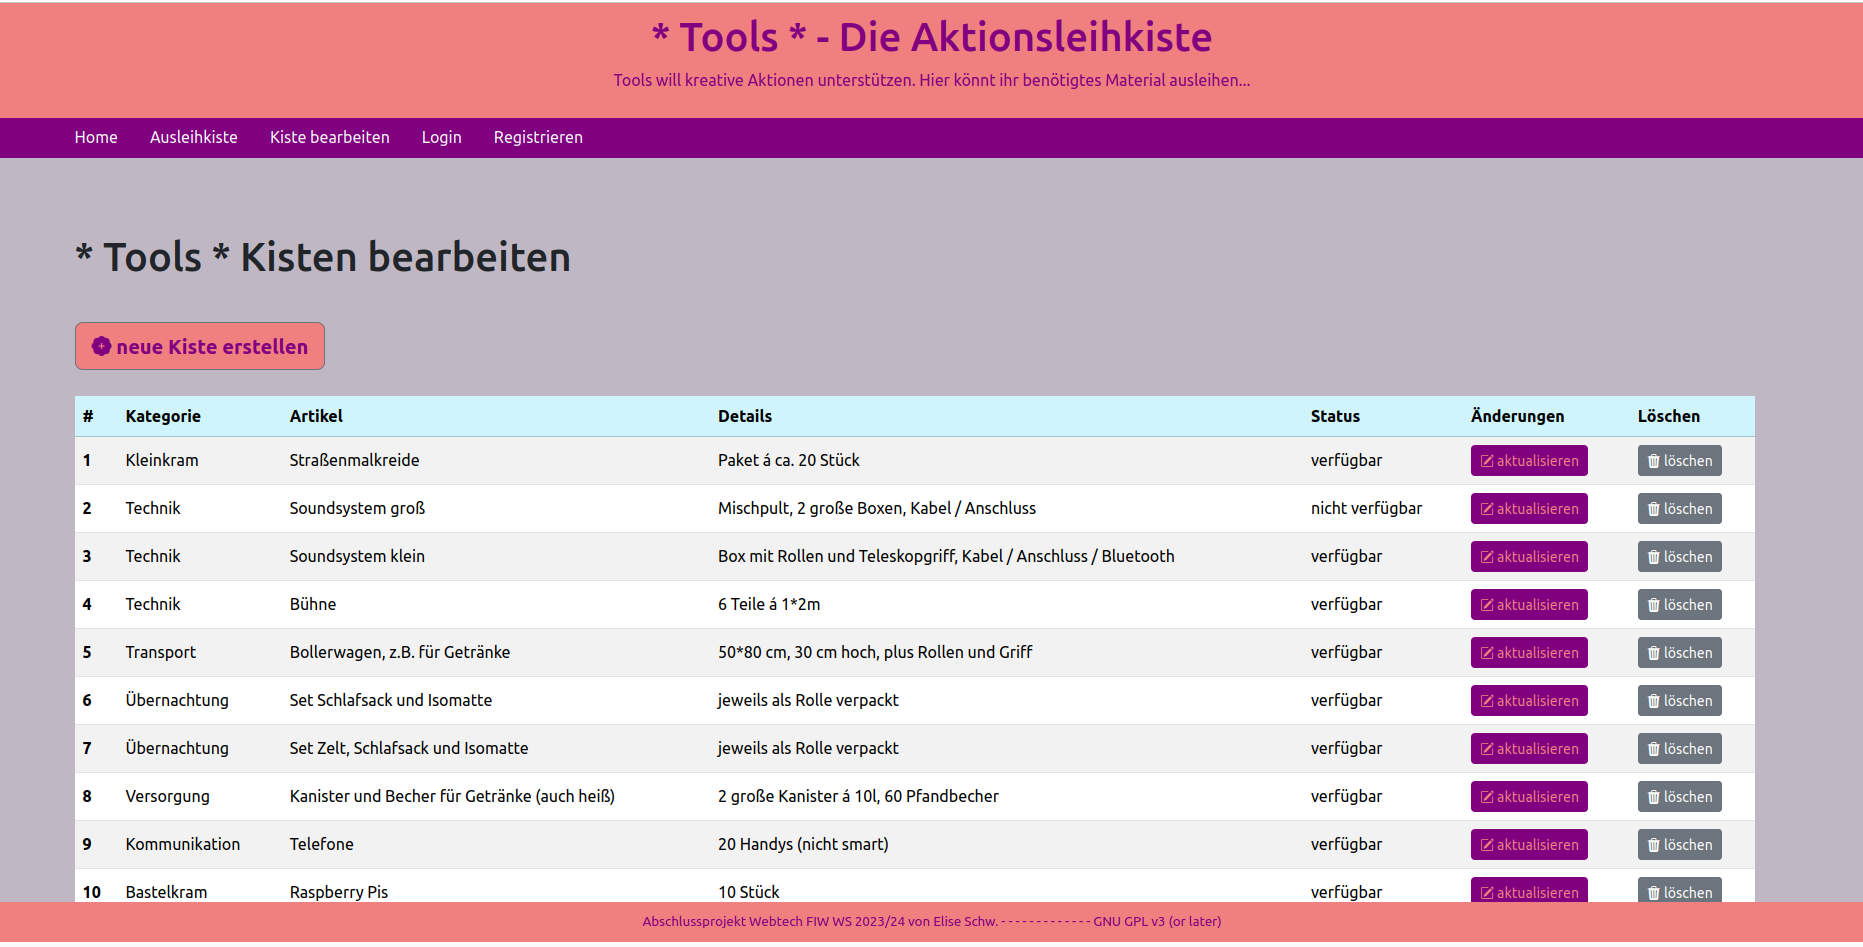 * Tools * - Die Aktionsleihkiste
Tools will kreative Aktionen unterstützen. Hier könnt ihr benötigtes Material ausleihen...
Home Ausleihkiste Kiste bearbeiten Login Registrieren
* Tools * Kisten bearbeiten
neue Kiste erstellen
# Kategorie Artikel Details Status Änderungen Löschen
1 Kleinkram Straßenmalkreide Paket á ca. 20 Stück verfügbar aktualisieren löschen
2 Technik Soundsystem groß Mischpult, 2 große Boxen, Kabel / Anschluss nicht verfügbar aktualisieren löschen
3 Technik Soundsystem klein Box mit Rollen und Teleskopgriff, Kabel / Anschluss / Bluetooth verfügbar aktualisieren löschen
4 Technik Bühne 6 Teile á 1*2m verfügbar aktualisieren löschen
5 Transport Bollerwagen, z.B. für Getränke 50*80 cm, 30 cm hoch, plus Rollen und Griff verfügbar aktualisieren löschen
6 Übernachtung Set Schlafsack und Isomatte jeweils als Rolle verpackt verfügbar aktualisieren löschen
7 Übernachtung Set Zelt, Schlafsack und Isomatte jeweils als Rolle verpackt verfügbar aktualisieren löschen
8 Versorgung Kanister und Becher für Getränke (auch heiß) 2 große Kanister á 10l, 60 Pfandbecher verfügbar aktualisieren löschen
9 Kommunikation Telefone 20 Handys (nicht smart) verfügbar aktualisieren löschen
10 Bastelkram Raspberry Pis 10 Stück verfügbar aktualisieren löschen
Abschlussprojekt Webtech FIW WS 2023/24 von Elise Schw. - - - - - - - - - - - - - GNU GPL v3 (or later)